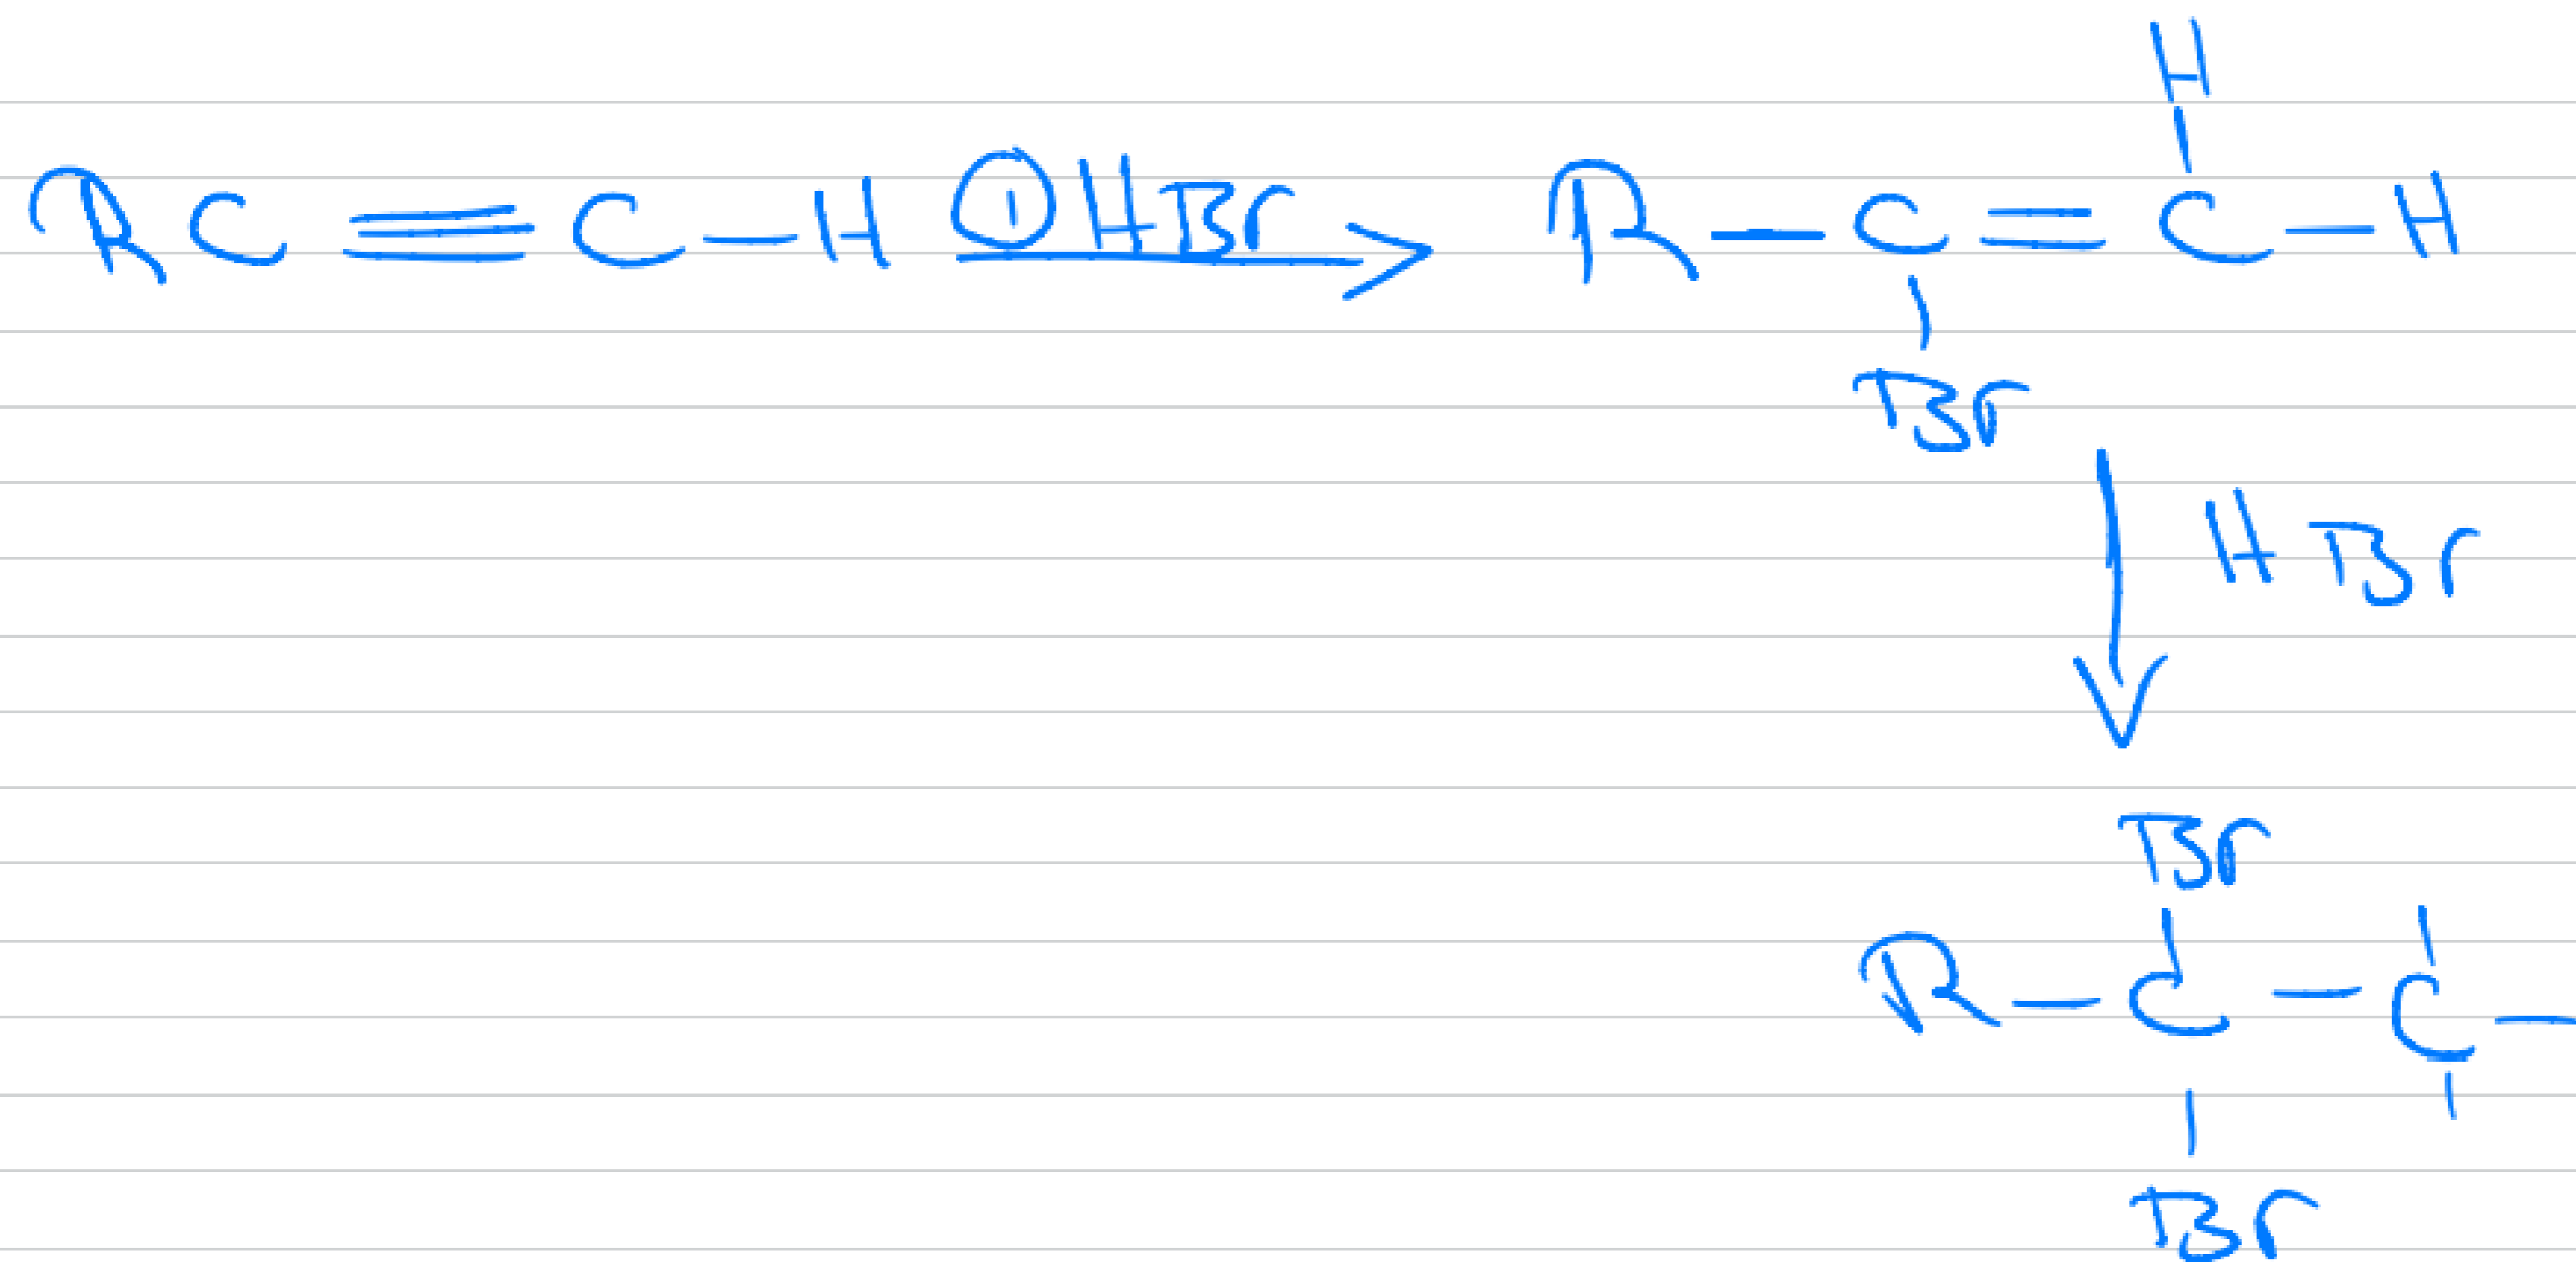 H
RC≡C-H ① HBr → R-C=C-H
Br
↓ HBr
Br
R-C-C-
Br